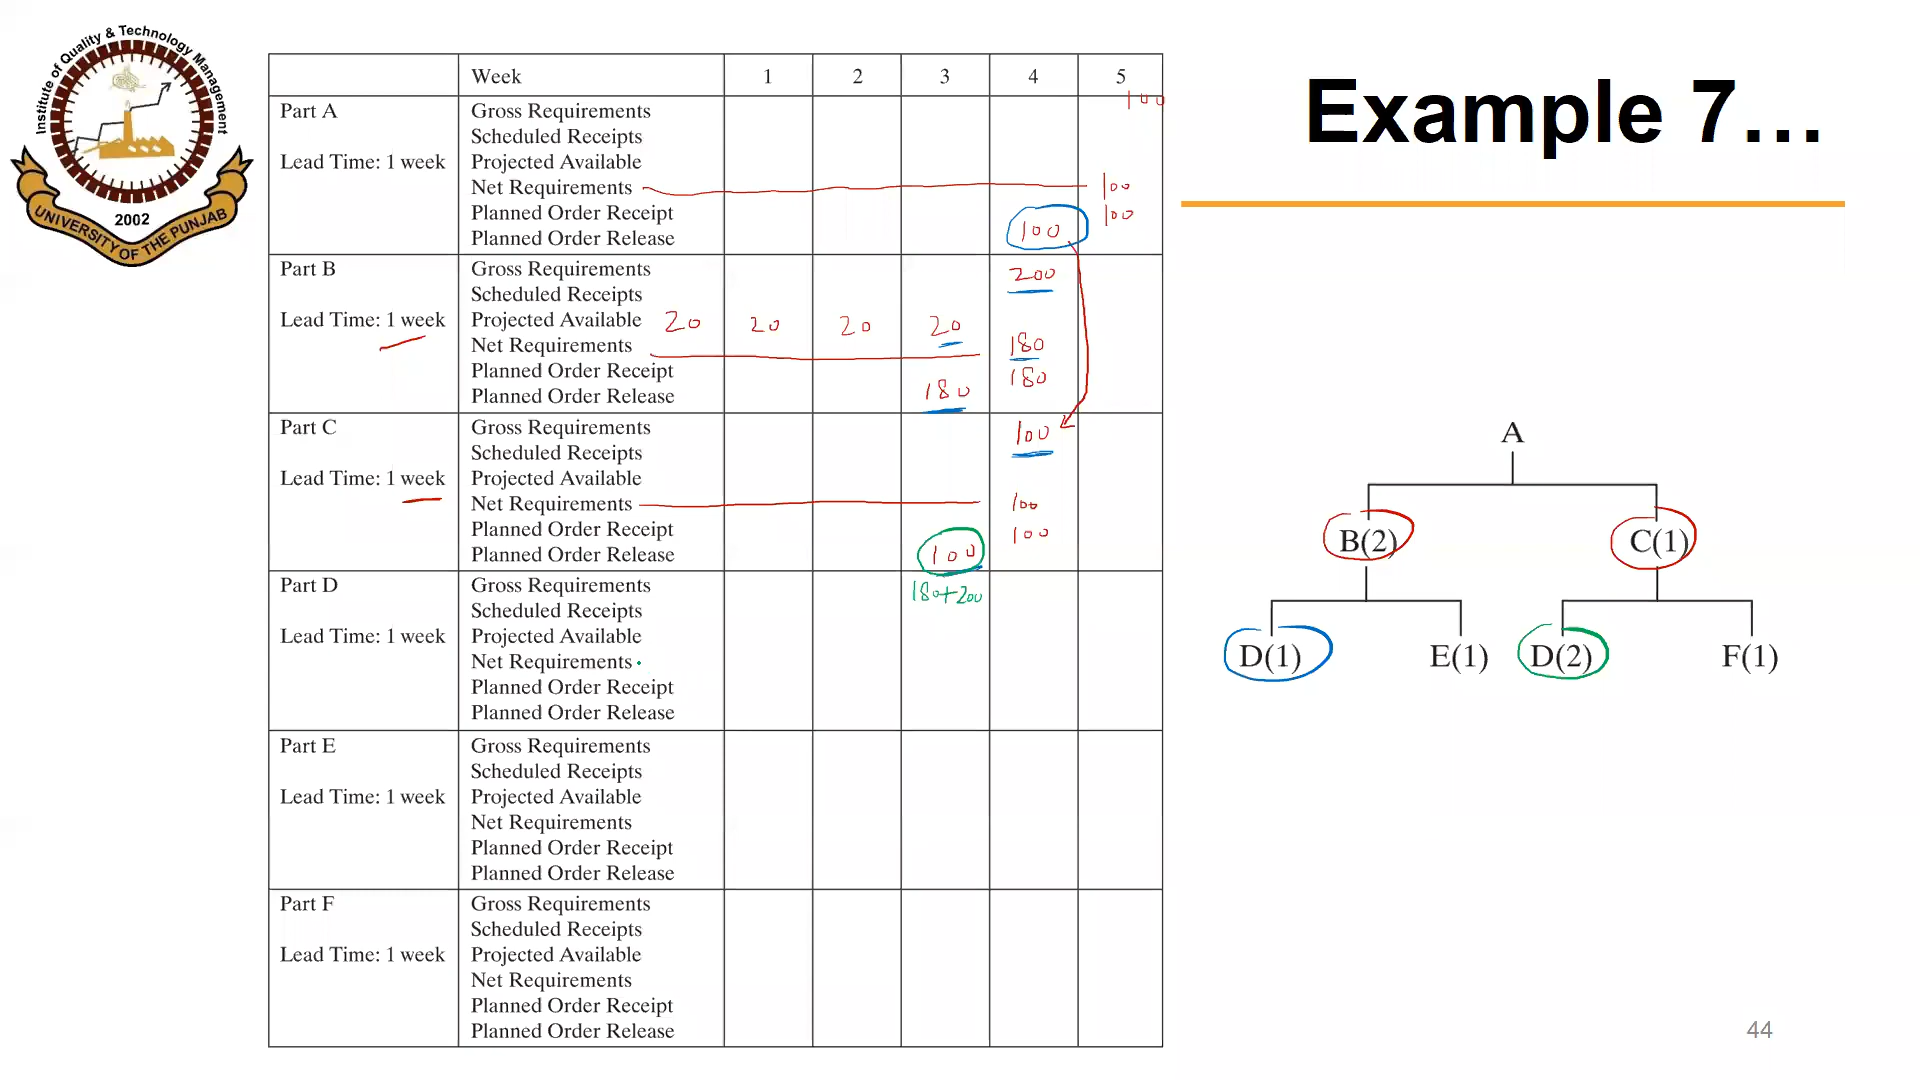 Institute of Quality & Technology Management
2002
UNIVERSITY OF THE PUNJAB
Example 7...
Week 1 2 3 4 5
Part A Gross Requirements 100
Scheduled Receipts
Lead Time: 1 week Projected Available
Net Requirements 100
Planned Order Receipt 100
Planned Order Release 100
Part B Gross Requirements 200
Scheduled Receipts
Lead Time: 1 week Projected Available 20 20 20 20
Net Requirements 180
Planned Order Receipt 180
Planned Order Release 180
Part C Gross Requirements 100
Scheduled Receipts
Lead Time: 1 week Projected Available
Net Requirements 100
Planned Order Receipt 100
Planned Order Release 100
Part D Gross Requirements 180+200
Scheduled Receipts
Lead Time: 1 week Projected Available
Net Requirements
Planned Order Receipt
Planned Order Release
Part E Gross Requirements
Scheduled Receipts
Lead Time: 1 week Projected Available
Net Requirements
Planned Order Receipt
Planned Order Release
Part F Gross Requirements
Scheduled Receipts
Lead Time: 1 week Projected Available
Net Requirements
Planned Order Receipt
Planned Order Release
A
B(2) C(1)
D(1) E(1) D(2) F(1)
44